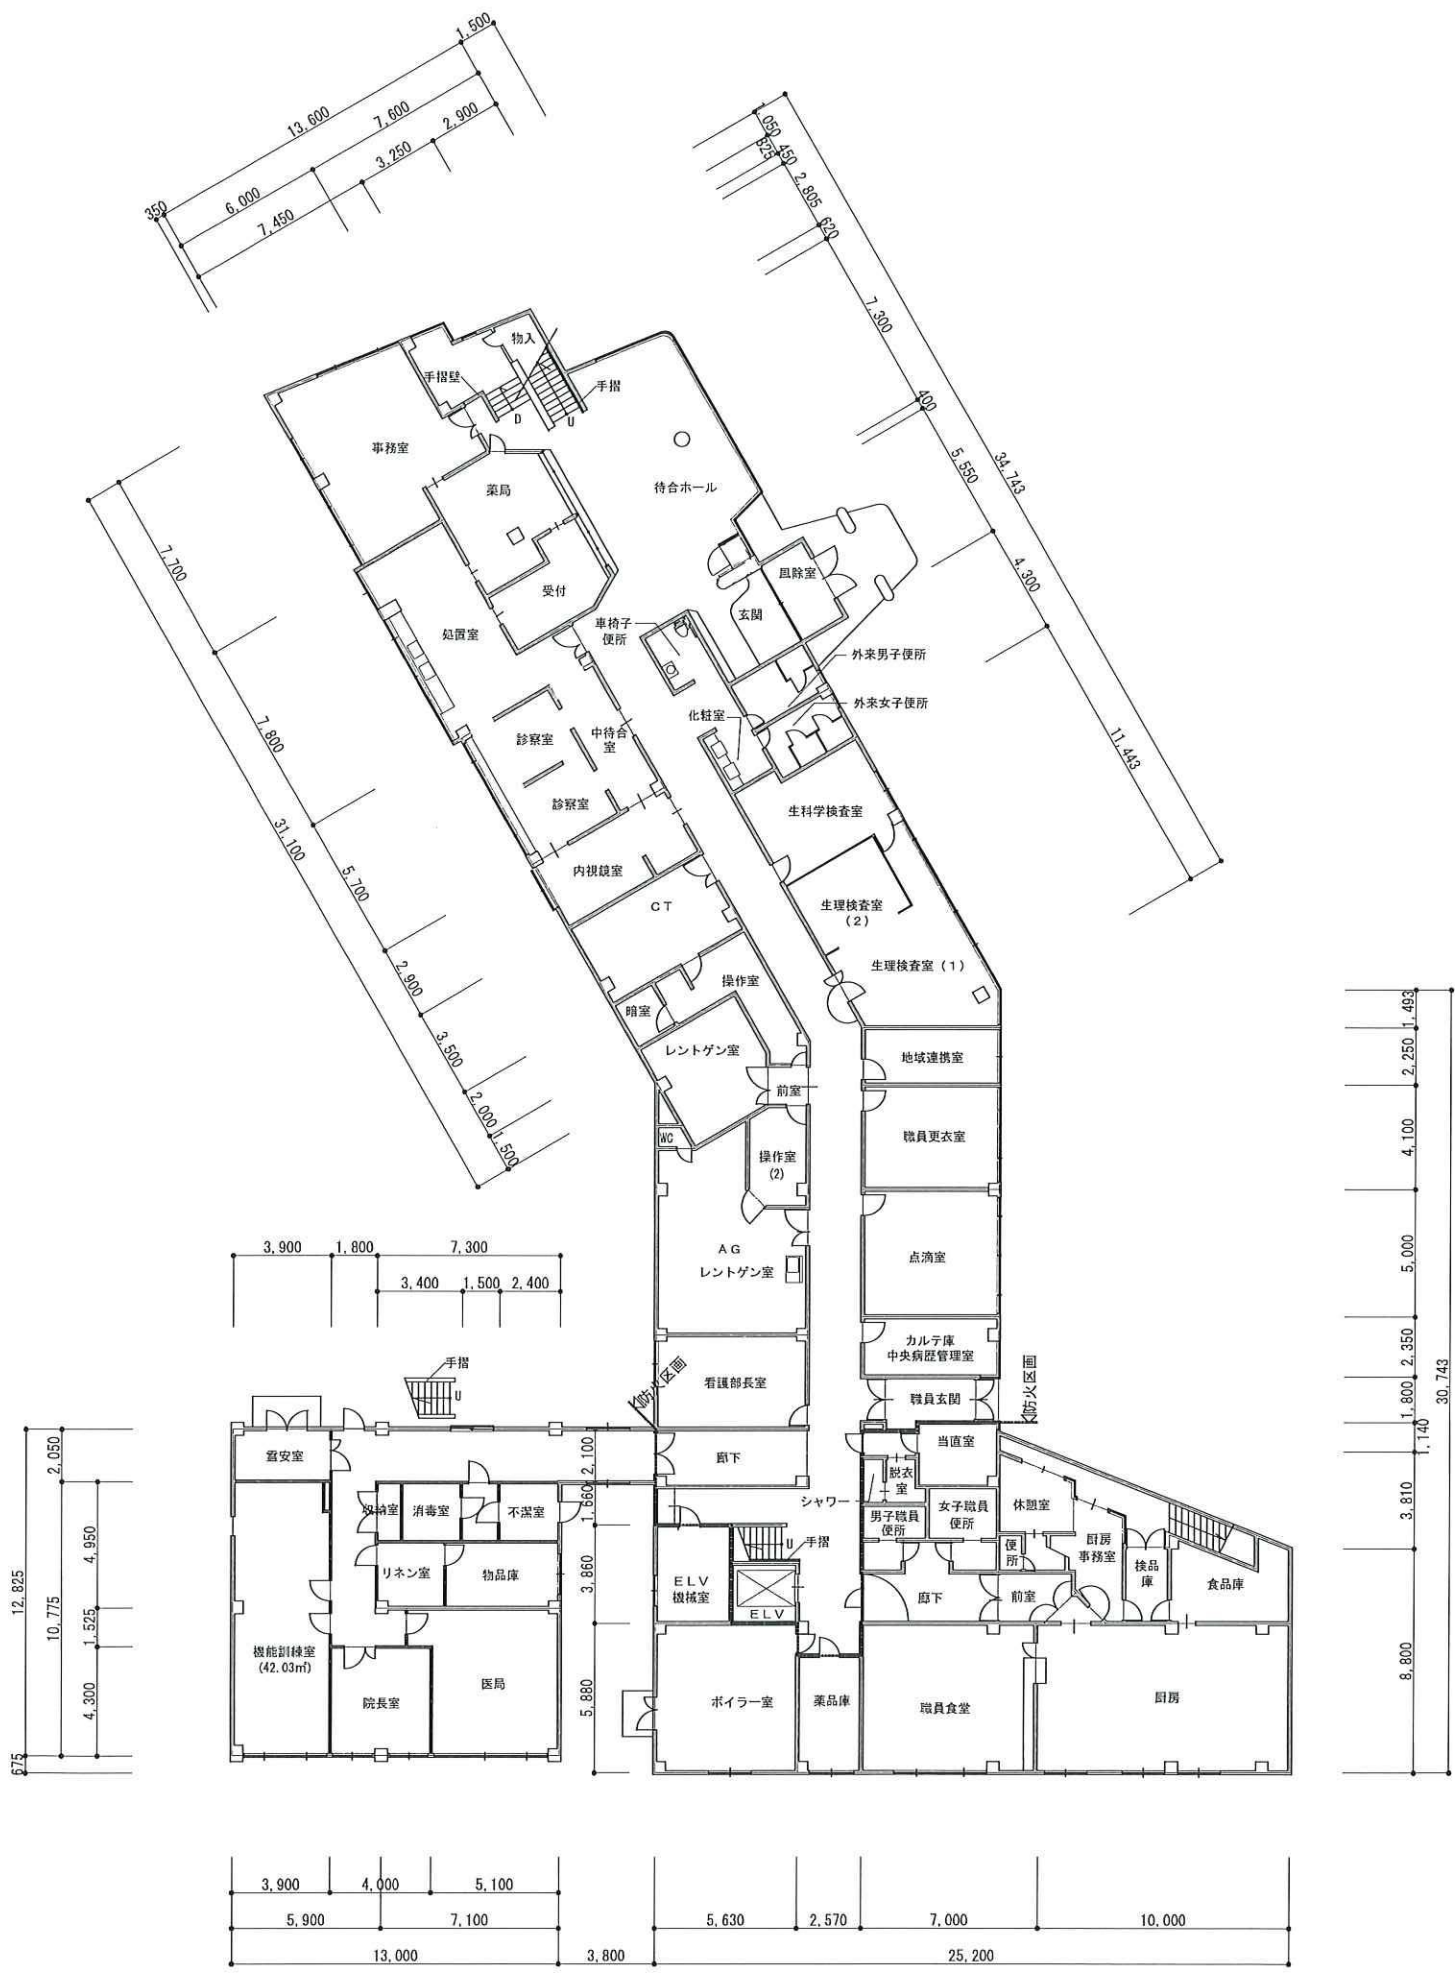 1,500
13,600
7,600
2,900
3,250
350
6,000
7,450
1,050
450
325
2,805
620
7,300
400
5,550
34,743
4,300
11,443
物入
手摺壁
手摺
D
U
事務室
薬局
待合ホール
受付
風除室
玄関
処置室
車椅子
便所
外来男子便所
外来女子便所
化粧室
診察室
中待合
室
診察室
生科学検査室
内視鏡室
CT
生理検査室
(2)
生理検査室(1)
操作室
暗室
レントゲン室
前室
地域連携室
WC
操作室
(2)
職員更衣室
AG
レントゲン室
点滴室
カルテ庫
中央病歴管理室
看護部長室
防火区画
職員玄関
防火区画
7,700
7,800
31,100
5,700
2,900
3,500
2,000
1,500
1,493
2,250
4,100
5,000
2,350
1,800
1,140
3,810
8,800
30,743
3,900
1,800
7,300
3,400
1,500
2,400
手摺
U
霊安室
廊下
当直室
脱衣
室
シャワー
収納室
消毒室
不潔室
男子職員
便所
女子職員
便所
休憩室
厨房
事務室
便
所
検品
庫
食品庫
リネン室
物品庫
手摺
U
ELV
機械室
ELV
廊下
前室
機能訓練室
(42.03㎡)
院長室
医局
ボイラー室
薬品庫
職員食堂
厨房
2,050
4,950
12,825
10,775
1,525
4,300
675
2,100
1,660
3,860
5,880
3,900
4,000
5,100
5,900
7,100
13,000
3,800
5,630
2,570
7,000
10,000
25,200